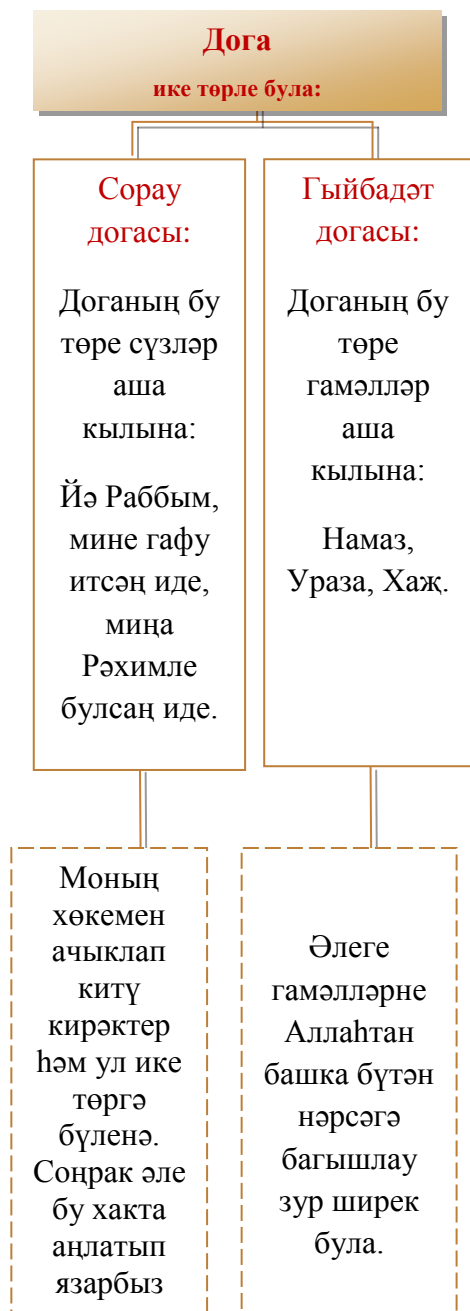 Дога
ике төрле була:
Сорау
догасы:
Доганың бу
төре сүзләр
аша
кылына:
Йә Раббым,
мине гафу
итсәң иде,
миңа
Рәхимле
булсаң иде.
Гыйбадәт
догасы:
Доганың бу
төре
гамәлләр
аша
кылына:
Намаз,
Ураза, Хаҗ.
Моның
хөкемен
ачыклап
китү
кирәктер
һәм ул ике
төргә
бүленә.
Соңрак әле
бу хакта
аңлатып
язарбыз
Әлеге
гамәлләрне
Аллаһтан
башка бүтән
нәрсәгә
багышлау
зур ширек
була.